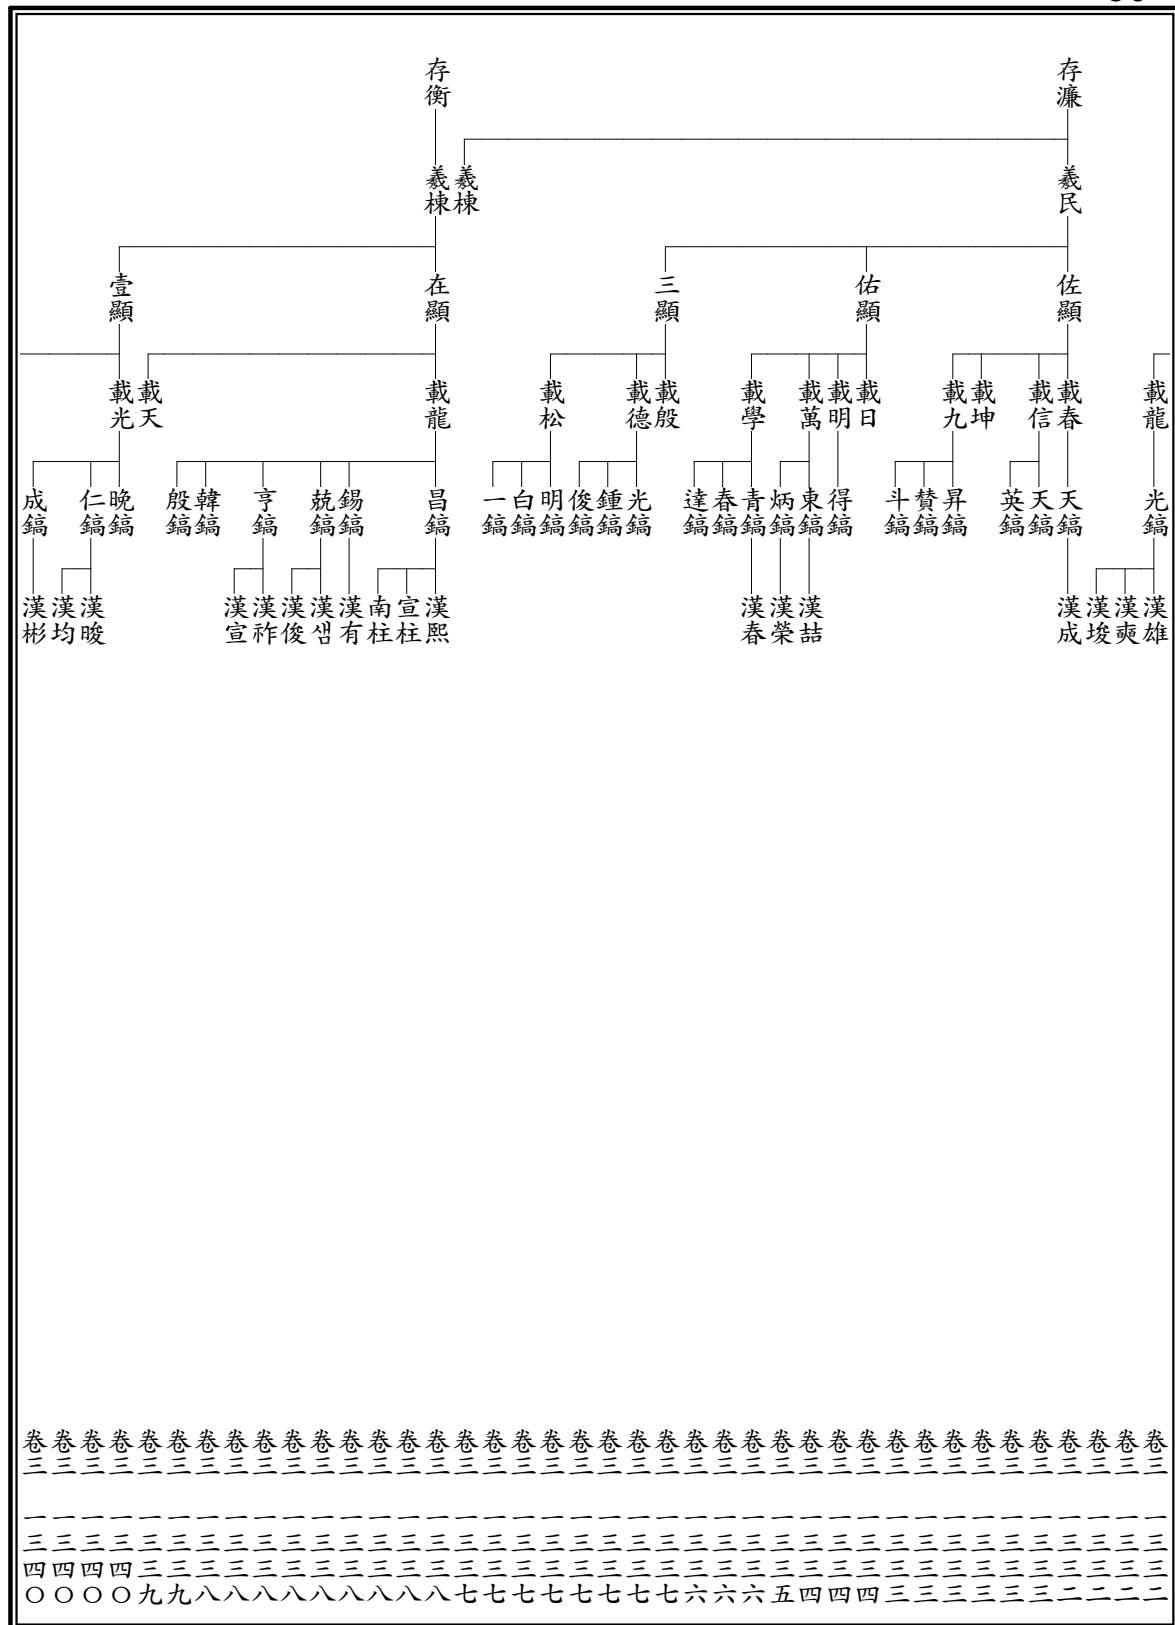 載龍 光鎬 漢雄 卷三 一三三二
漢奭 卷三 一三三二
漢埈 卷三 一三三二
存濂 羲民 佐顯 載春 天鎬 漢成 卷三 一三三二
載信 天鎬 卷三 一三三三
英鎬 卷三 一三三三
載坤 卷三 一三三三
載九 昇鎬 卷三 一三三三
贊鎬 卷三 一三三三
斗鎬 卷三 一三三三
佑顯 載日 卷三 一三三四
載明 得鎬 卷三 一三三四
載萬 東鎬 漢詰 卷三 一三三四
炳鎬 漢榮 卷三 一三三五
載學 青鎬 漢春 卷三 一三三六
春鎬 卷三 一三三六
達鎬 卷三 一三三六
三顯 載殷 卷三 一三三七
載德 光鎬 卷三 一三三七
鍾鎬 卷三 一三三七
俊鎬 卷三 一三三七
載松 明鎬 卷三 一三三七
白鎬 卷三 一三三七
一鎬 卷三 一三三七
羲棟 卷三 一三三七
存衡 羲棟 在顯 載龍 昌鎬 漢熙 卷三 一三三八
宣柱 卷三 一三三八
南柱 卷三 一三三八
錫鎬 漢有 卷三 一三三八
兢鎬 漢샘 卷三 一三三八
漢俊 卷三 一三三八
亨鎬 漢祚 卷三 一三三八
漢宣 卷三 一三三八
韓鎬 卷三 一三三八
殷鎬 卷三 一三三九
載天 卷三 一三三九
壹顯 載光 晚鎬 卷三 一三四〇
仁鎬 漢晙 卷三 一三四〇
漢均 卷三 一三四〇
成鎬 漢彬 卷三 一三四〇